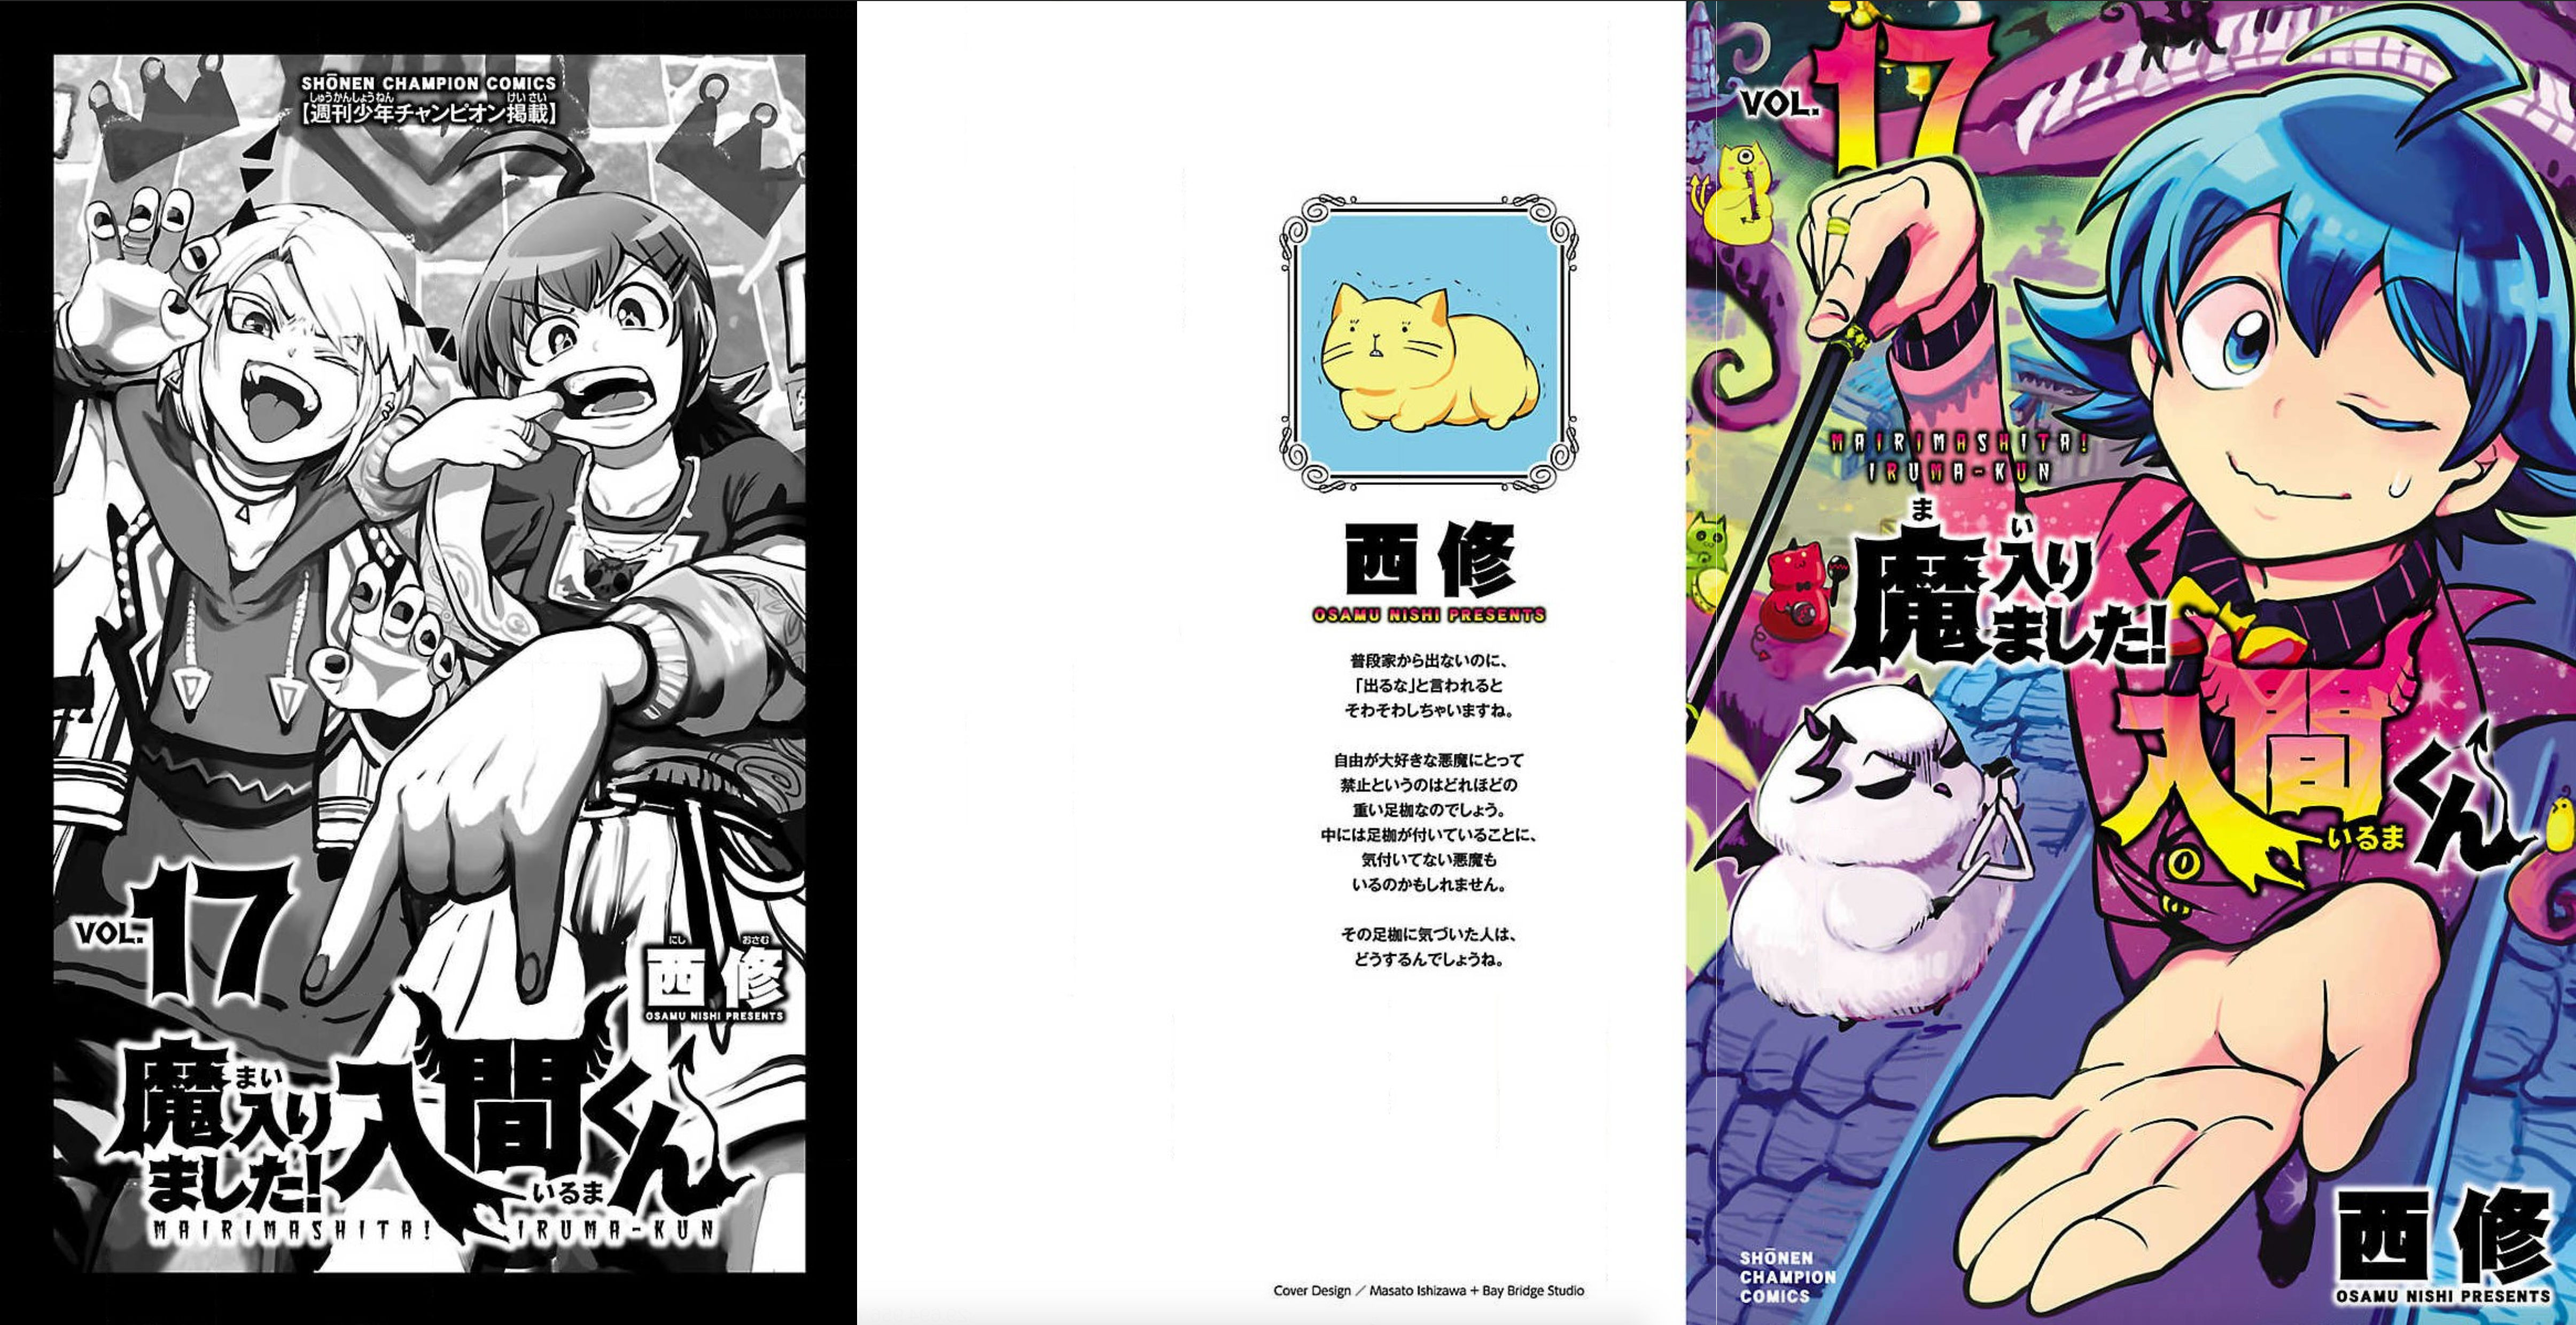 VOL.17
MAIRIMASHITA!
IRUMA-KUN
ま
い
魔入り
ました!
入間くん
いるま
SHŌNEN
CHAMPION
COMICS
西修
OSAMU NISHI PRESENTS
西修
OSAMU NISHI PRESENTS
普段家から出ないのに、
「出るな」と言われると
そわそわしちゃいますね。
自由が大好きな悪魔にとって
禁止というのはどれほどの
重い足枷なのでしょう。
中には足枷が付いていることに、
気付いてない悪魔も
いるのかもしれません。
その足枷に気づいた人は、
どうするんでしょうね。
Cover Design / Masato Ishizawa + Bay Bridge Studio
SHŌNEN CHAMPION COMICS
しゅうかんしょうねん けいさい
【週刊少年チャンピオン掲載】
VOL.17
にし おさむ
西修
OSAMU NISHI PRESENTS
まい
魔入り
ました!
入間くん
いるま
MAIRIMASHITA! IRUMA-KUN